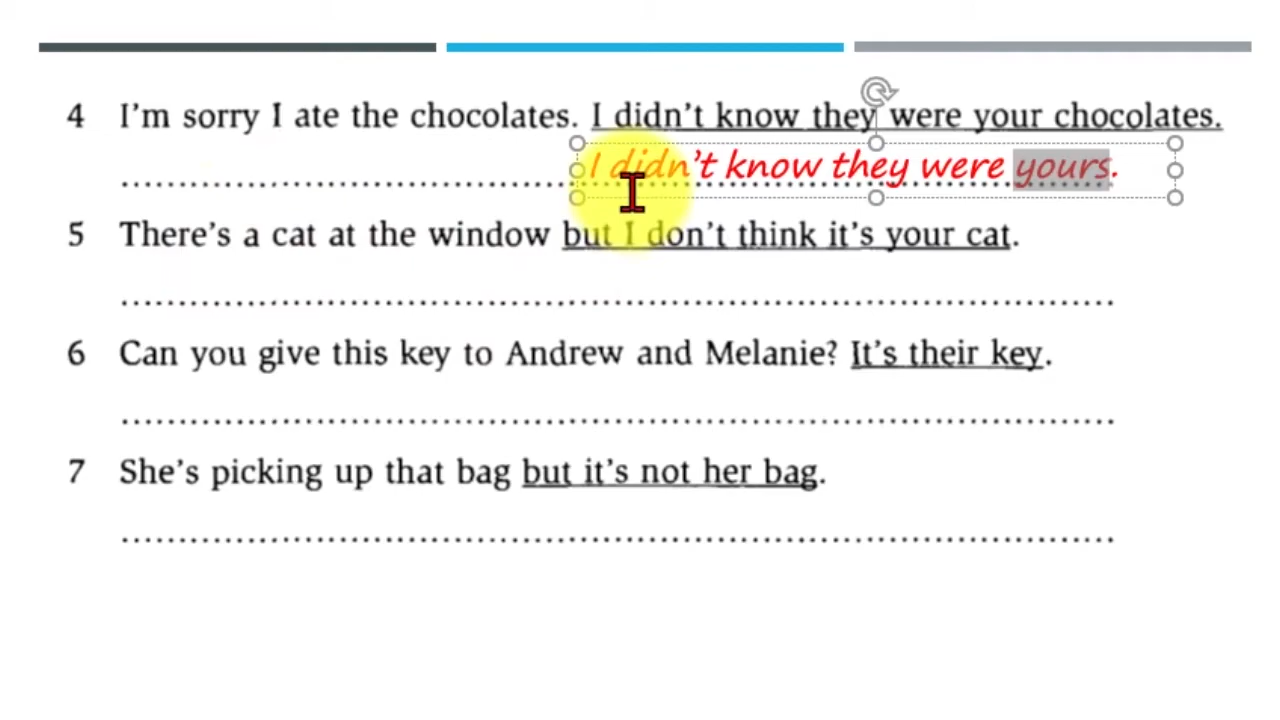 4 I'm sorry I ate the chocolates. I didn't know they were your chocolates.
I didn't know they were yours.
5 There's a cat at the window but I don't think it's your cat.
6 Can you give this key to Andrew and Melanie? It's their key.
7 She's picking up that bag but it's not her bag.